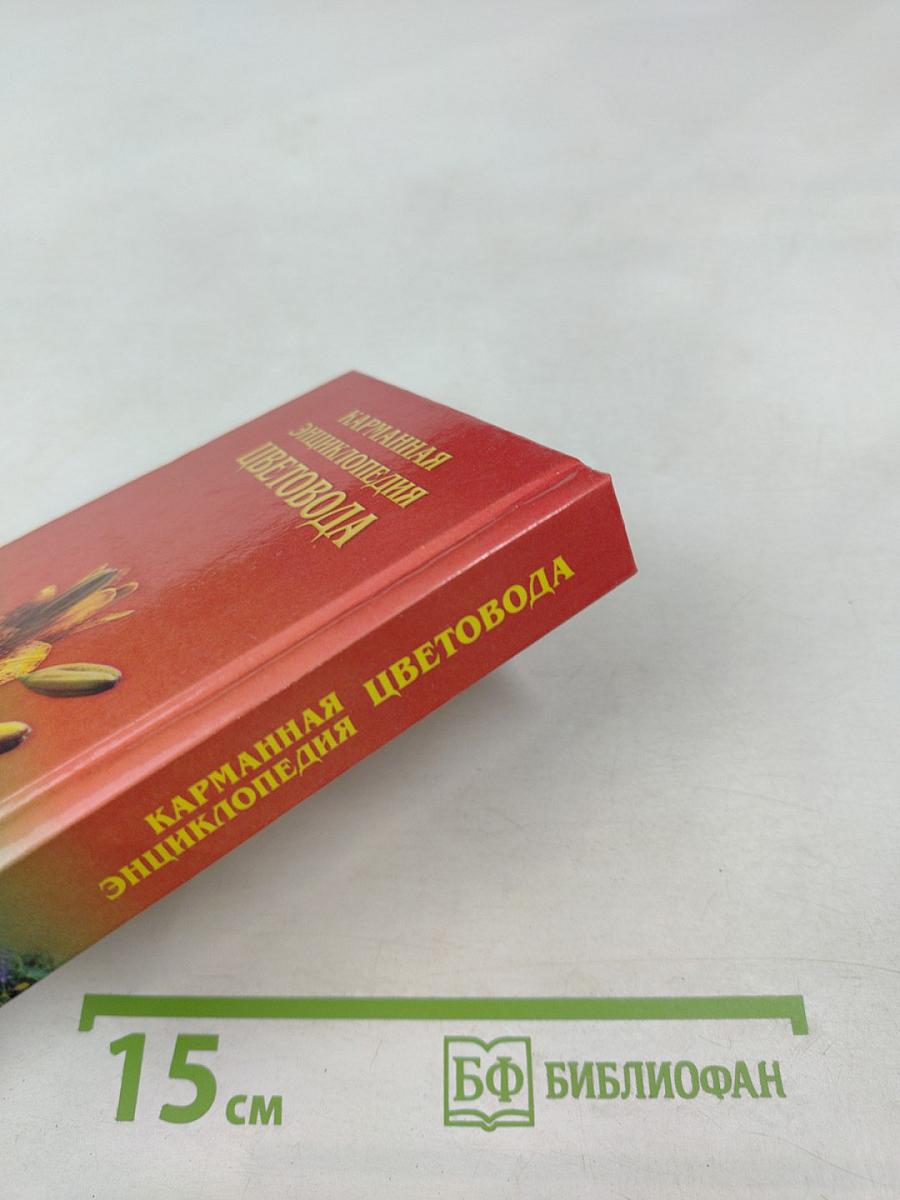 КАРМАННАЯ
ЭНЦИКЛОПЕДИЯ
ЦВЕТОВОДА
КАРМАННАЯ
ЭНЦИКЛОПЕДИЯ
ЦВЕТОВОДА
15 см
БФ БИБЛИОФАН